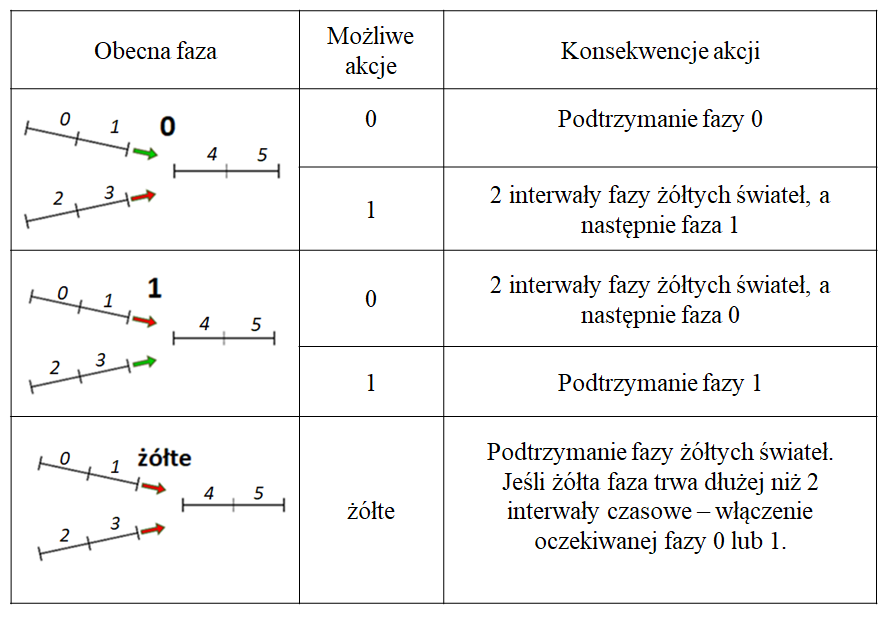 Obecna faza
Możliwe
akcje
Konsekwencje akcji
0
1
0
4
5
2
3
0
Podtrzymanie fazy 0
1
2 interwały fazy żółtych świateł, a
następnie faza 1
0
1
1
4
5
2
3
0
2 interwały fazy żółtych świateł, a
następnie faza 0
1
Podtrzymanie fazy 1
0
1
żółte
4
5
2
3
żółte
Podtrzymanie fazy żółtych świateł.
Jeśli żółta faza trwa dłużej niż 2
interwały czasowe – włączenie
oczekiwanej fazy 0 lub 1.